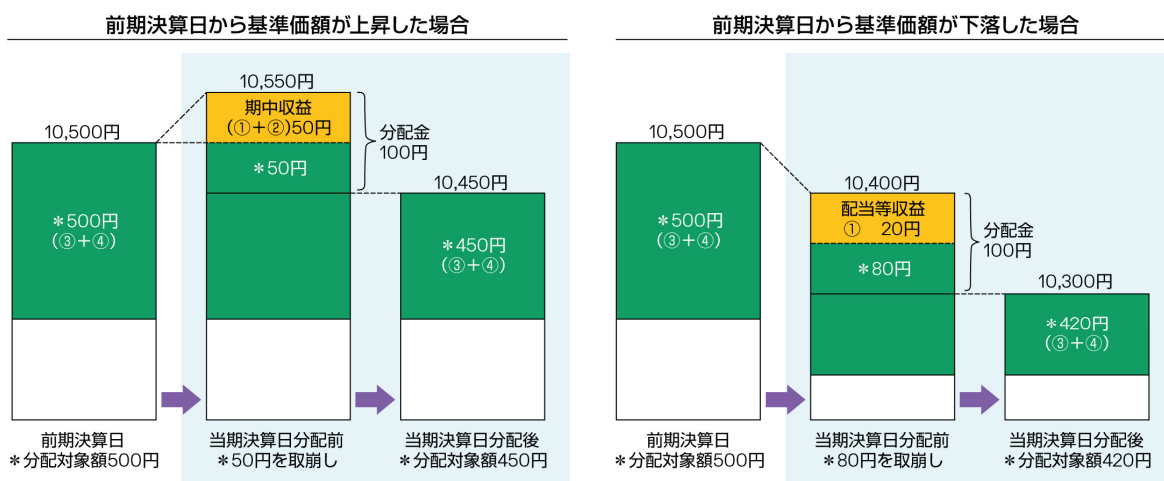 前期決算日から基準価額が上昇した場合
10,500円
＊500円
(③＋④)
前期決算日
＊分配対象額500円
10,550円
期中収益
(①＋②)50円
＊50円
分配金
100円
当期決算日分配前
＊50円を取崩し
10,450円
＊450円
(③＋④)
当期決算日分配後
＊分配対象額450円
前期決算日から基準価額が下落した場合
10,500円
＊500円
(③＋④)
前期決算日
＊分配対象額500円
10,400円
配当等収益
①　20円
＊80円
分配金
100円
当期決算日分配前
＊80円を取崩し
10,300円
＊420円
(③＋④)
当期決算日分配後
＊分配対象額420円